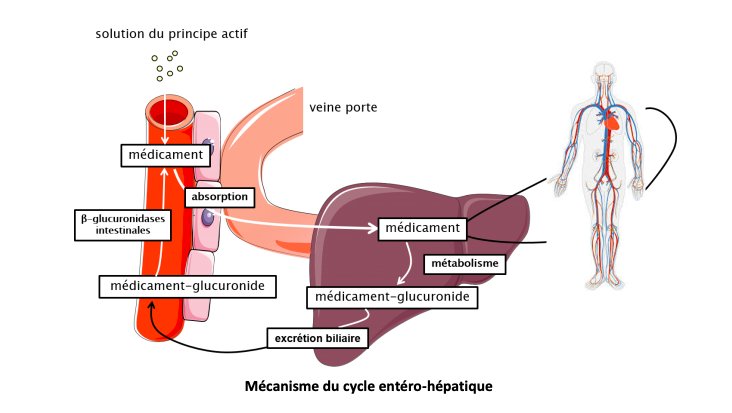 solution du principe actif
veine porte
médicament
absorption
β-glucuronidases
intestinales
médicament
métabolisme
médicament-glucuronide
médicament-glucuronide
excrétion biliaire
Mécanisme du cycle entéro-hépatique